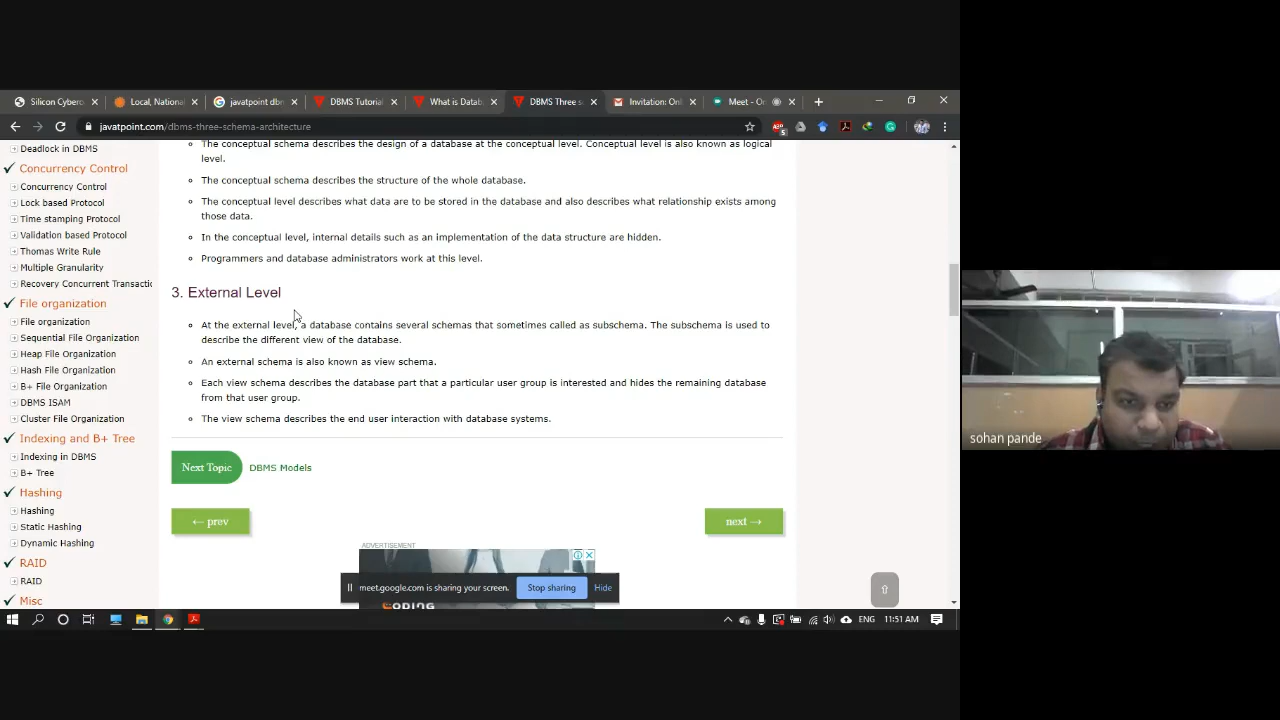 Silicon Cyberc
Local, National
javatpoint dbm
DBMS Tutorial
What is Datab
DBMS Three s
Invitation: Onl
Meet - On
javatpoint.com/dbms-three-schema-architecture
Deadlock in DBMS
Concurrency Control
Concurrency Control
Lock based Protocol
Time stamping Protocol
Validation based Protocol
Thomas Write Rule
Multiple Granularity
Recovery Concurrent Transactic
File organization
File organization
Sequential File Organization
Heap File Organization
Hash File Organization
B+ File Organization
DBMS ISAM
Cluster File Organization
Indexing and B+ Tree
Indexing in DBMS
B+ Tree
Hashing
Hashing
Static Hashing
Dynamic Hashing
RAID
RAID
Misc
The conceptual schema describes the design of a database at the conceptual level. Conceptual level is also known as logical
level.
The conceptual schema describes the structure of the whole database.
The conceptual level describes what data are to be stored in the database and also describes what relationship exists among
those data.
In the conceptual level, internal details such as an implementation of the data structure are hidden.
Programmers and database administrators work at this level.
3. External Level
At the external level, a database contains several schemas that sometimes called as subschema. The subschema is used to
describe the different view of the database.
An external schema is also known as view schema.
Each view schema describes the database part that a particular user group is interested and hides the remaining database
from that user group.
The view schema describes the end user interaction with database systems.
Next Topic DBMS Models
← prev
next →
ADVERTISEMENT
meet.google.com is sharing your screen.
Stop sharing
Hide
sohan pande
ENG
11:51 AM